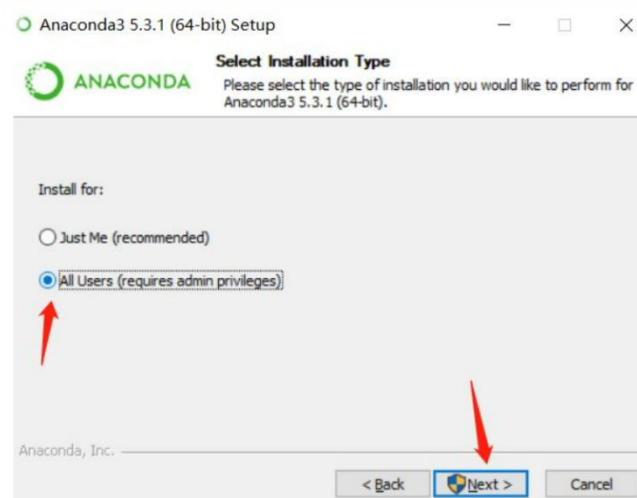 Anaconda3 5.3.1 (64-bit) Setup
ANACONDA
Select Installation Type
Please select the type of installation you would like to perform for
Anaconda3 5.3.1 (64-bit).
Install for:
Just Me (recommended)
All Users (requires admin privileges)
Anaconda, Inc.
< Back
Next >
Cancel